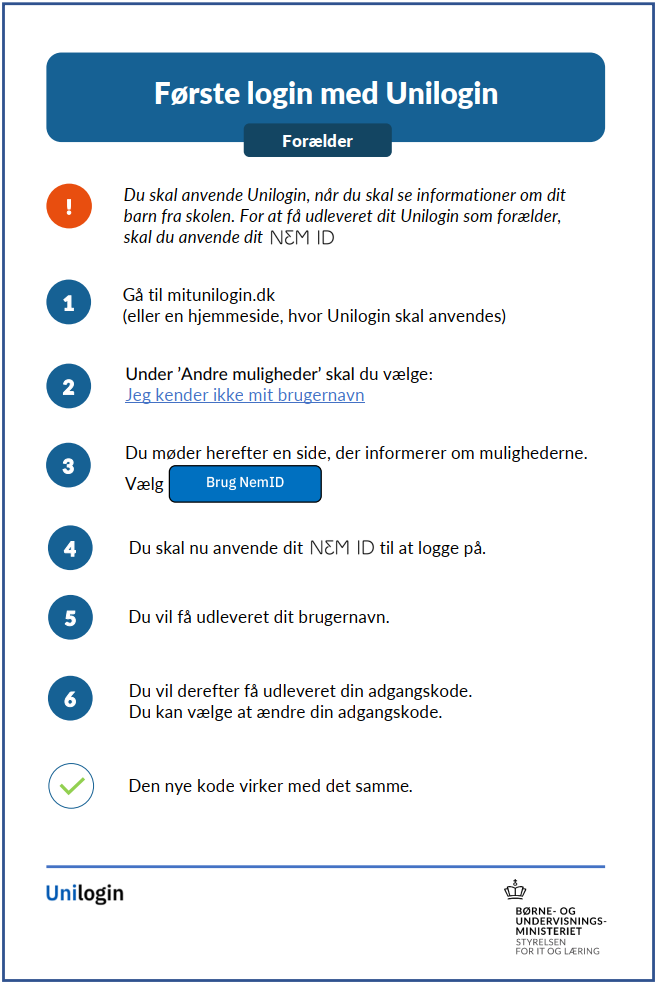 Første login med Unilogin
Forælder
!
Du skal anvende Unilogin, når du skal se informationer om dit
barn fra skolen. For at få udleveret dit Unilogin som forælder,
skal du anvende dit NEM ID
1
Gå til mitunilogin.dk
(eller en hjemmeside, hvor Unilogin skal anvendes)
2
Under ’Andre muligheder’ skal du vælge:
Jeg kender ikke mit brugernavn
3
Du møder herefter en side, der informerer om mulighederne.
Vælg Brug NemID
4
Du skal nu anvende dit NEM ID til at logge på.
5
Du vil få udleveret dit brugernavn.
6
Du vil derefter få udleveret din adgangskode.
Du kan vælge at ændre din adgangskode.
Den nye kode virker med det samme.
Unilogin
BØRNE- OG
UNDERVISNINGS-
MINISTERIET
STYRELSEN
FOR IT OG LÆRING